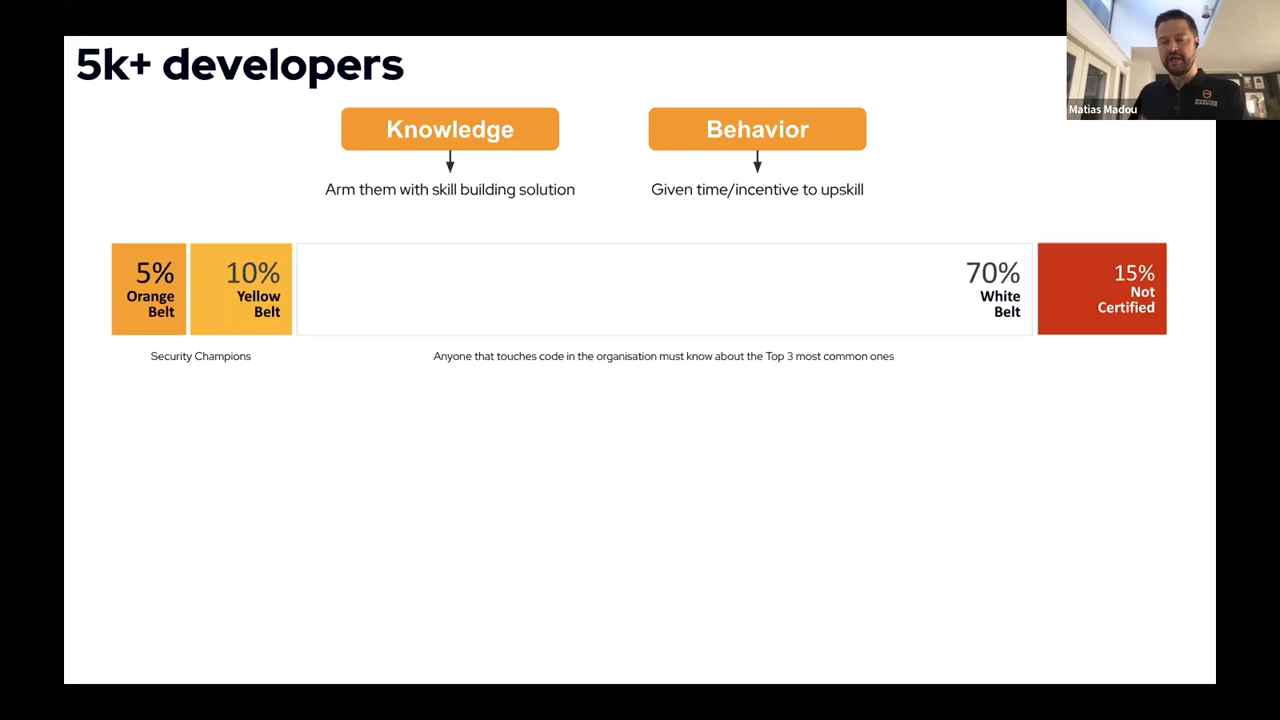 5k+ developers
Matias Madou
Knowledge
Behavior
Arm them with skill building solution
Given time/incentive to upskill
5%
Orange
Belt
10%
Yellow
Belt
70%
White
Belt
15%
Not
Certified
Security Champions
Anyone that touches code in the organisation must know about the Top 3 most common ones